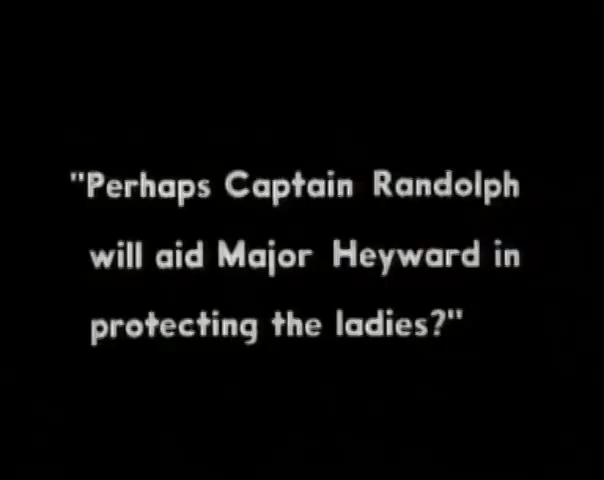 "Perhaps Captain Randolph
will aid Major Heyward in
protecting the ladies?"